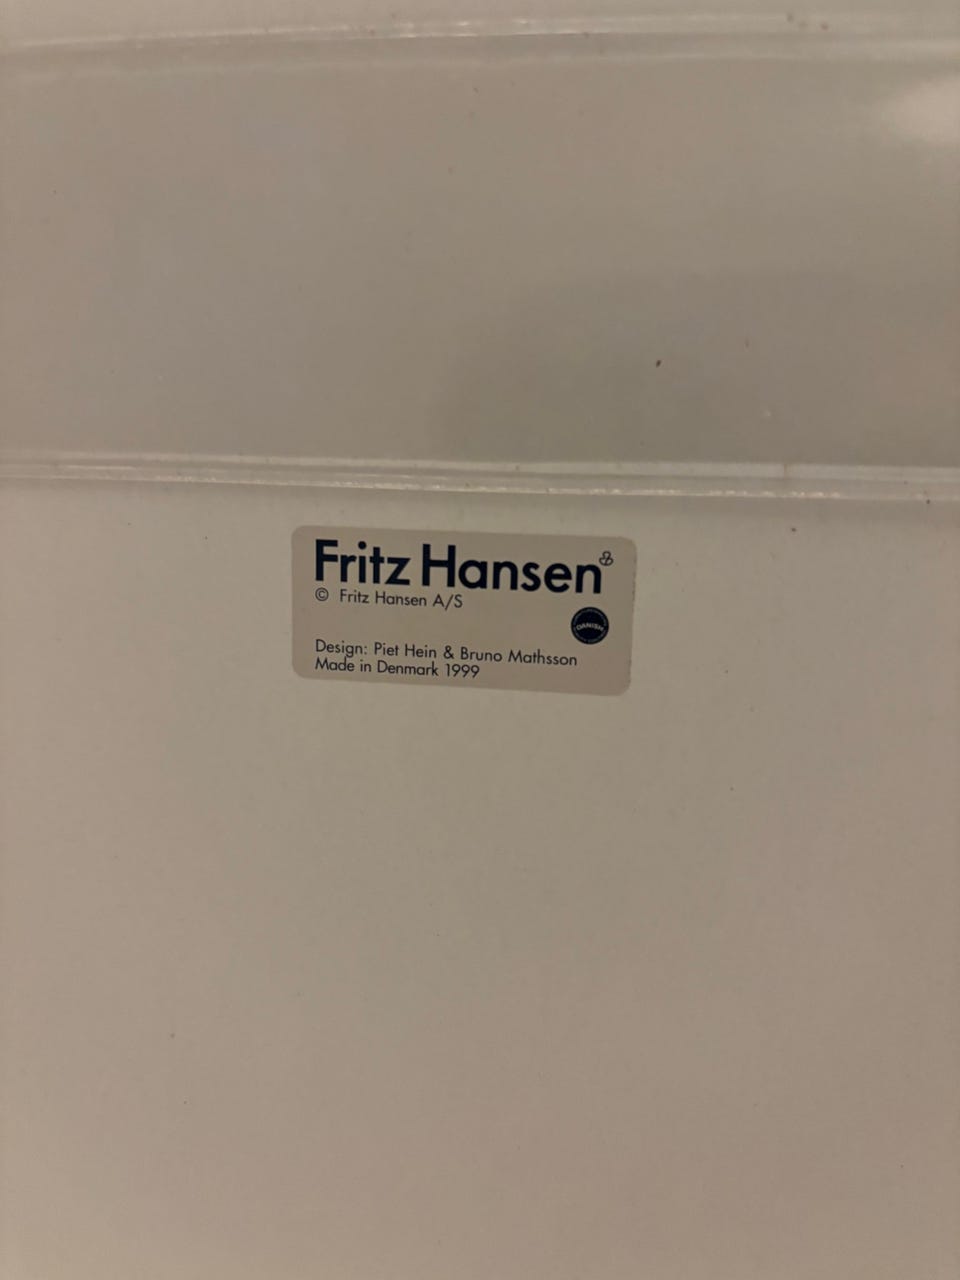 Fritz Hansen
© Fritz Hansen A/S
DANISH
Design: Piet Hein & Bruno Mathsson
Made in Denmark 1999